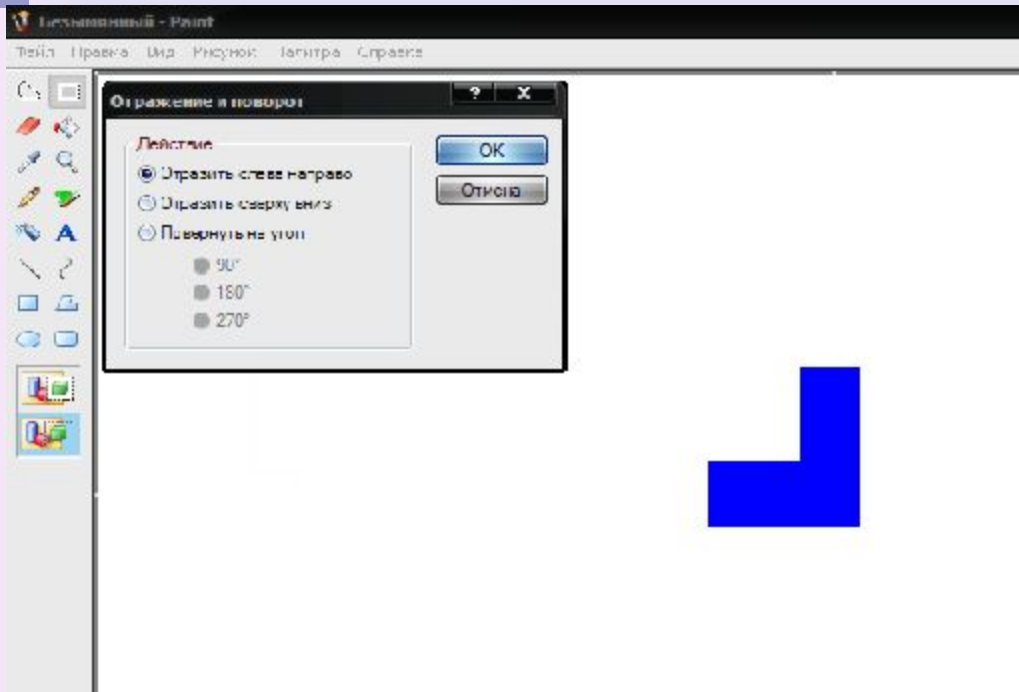 Безымянный - Paint
Файл Правка Вид Рисунок Палитра Справка
Отражение и поворот
? X
Действие
Отразить слева направо
Отразить сверху вниз
Повернуть на угол
90°
180°
270°
OK
Отмена
A